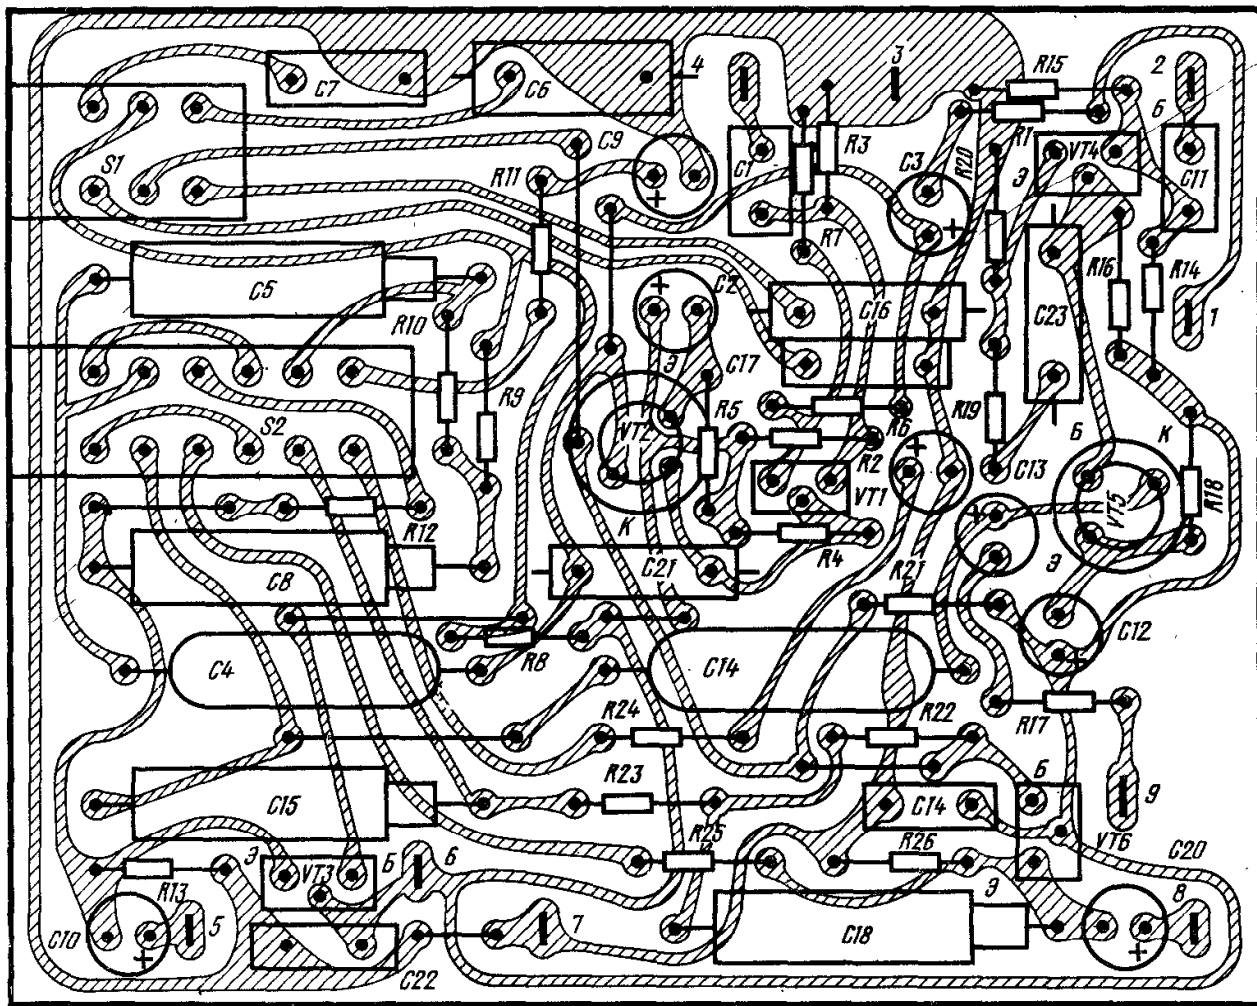 C7
C6
4
3
R15
2
S1
C9
R11
C1
R3
C3
R20
R1
Э
VT4
Б
C11
+
R7
+
C5
R10
+
C2
C16
C23
R16
R14
1
Э
C17
R9
S2
VT2
R5
R6
R2
+
R19
Б
К
C13
VT1
VT5
R18
R12
К
R4
+
C8
C21
R21
Э
C12
+
C4
R8
C14
R24
R22
R17
C15
R23
C14
Б
9
R25
R26
VT6
C20
R13
Э
VT3
Б
6
Э
8
C10
+
5
7
C18
+
C22